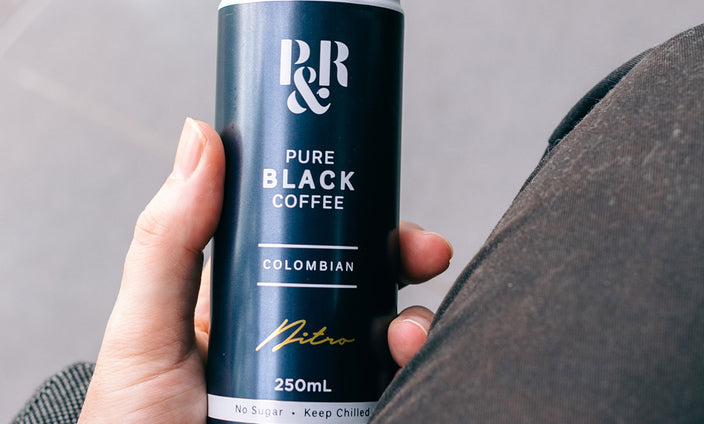 P&R
PURE
BLACK
COFFEE
COLOMBIAN
Nitro
250mL
No Sugar • Keep Chilled